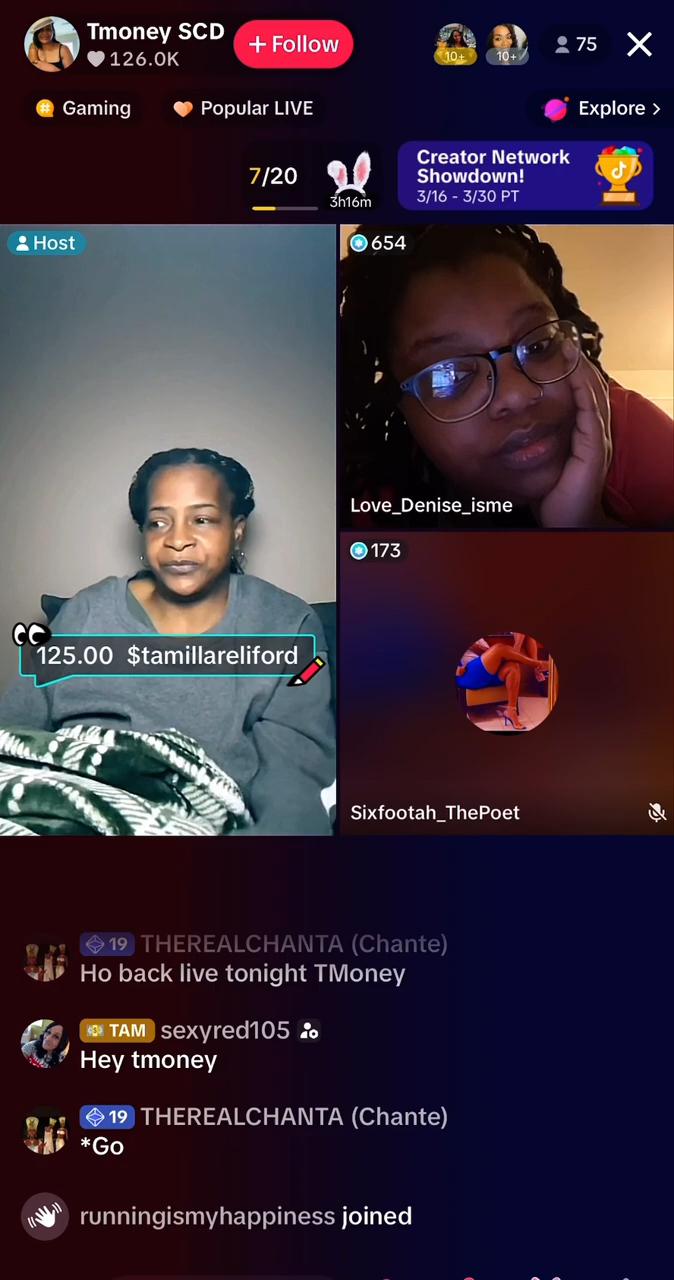 Tmoney SCD
+ Follow
126.0K
10+
10+
75
Gaming
Popular LIVE
Explore >
7/20
3h16m
Creator Network
Showdown!
3/16 - 3/30 PT
Host
654
Love_Denise_isme
125.00 $tamillareliford
173
Sixfootah_ThePoet
19 THEREALCHANTA (Chante)
Ho back live tonight TMoney
TAM sexyred105
Hey tmoney
19 THEREALCHANTA (Chante)
*Go
runningismyhappiness joined